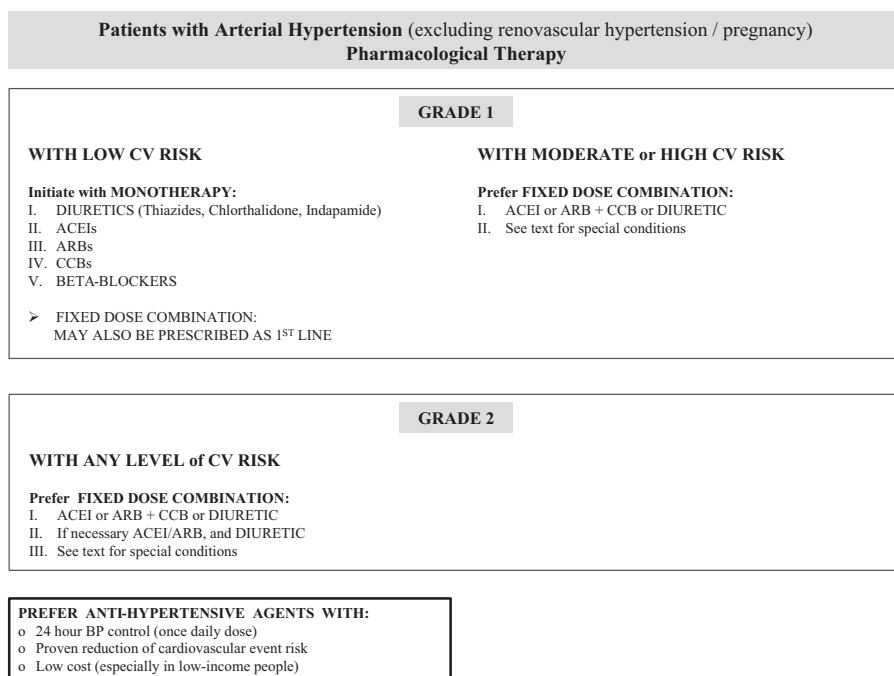 Patients with Arterial Hypertension (excluding renovascular hypertension / pregnancy)
Pharmacological Therapy
GRADE 1
WITH LOW CV RISK
Initiate with MONOTHERAPY:
I. DIURETICS (Thiazides, Chlorthalidone, Indapamide)
II. ACEIs
III. ARBs
IV. CCBs
V. BETA-BLOCKERS
➢ FIXED DOSE COMBINATION:
MAY ALSO BE PRESCRIBED AS 1ST LINE
WITH MODERATE or HIGH CV RISK
Prefer FIXED DOSE COMBINATION:
I. ACEI or ARB + CCB or DIURETIC
II. See text for special conditions
GRADE 2
WITH ANY LEVEL of CV RISK
Prefer FIXED DOSE COMBINATION:
I. ACEI or ARB + CCB or DIURETIC
II. If necessary ACEI/ARB, and DIURETIC
III. See text for special conditions
PREFER ANTI-HYPERTENSIVE AGENTS WITH:
o 24 hour BP control (once daily dose)
o Proven reduction of cardiovascular event risk
o Low cost (especially in low-income people)